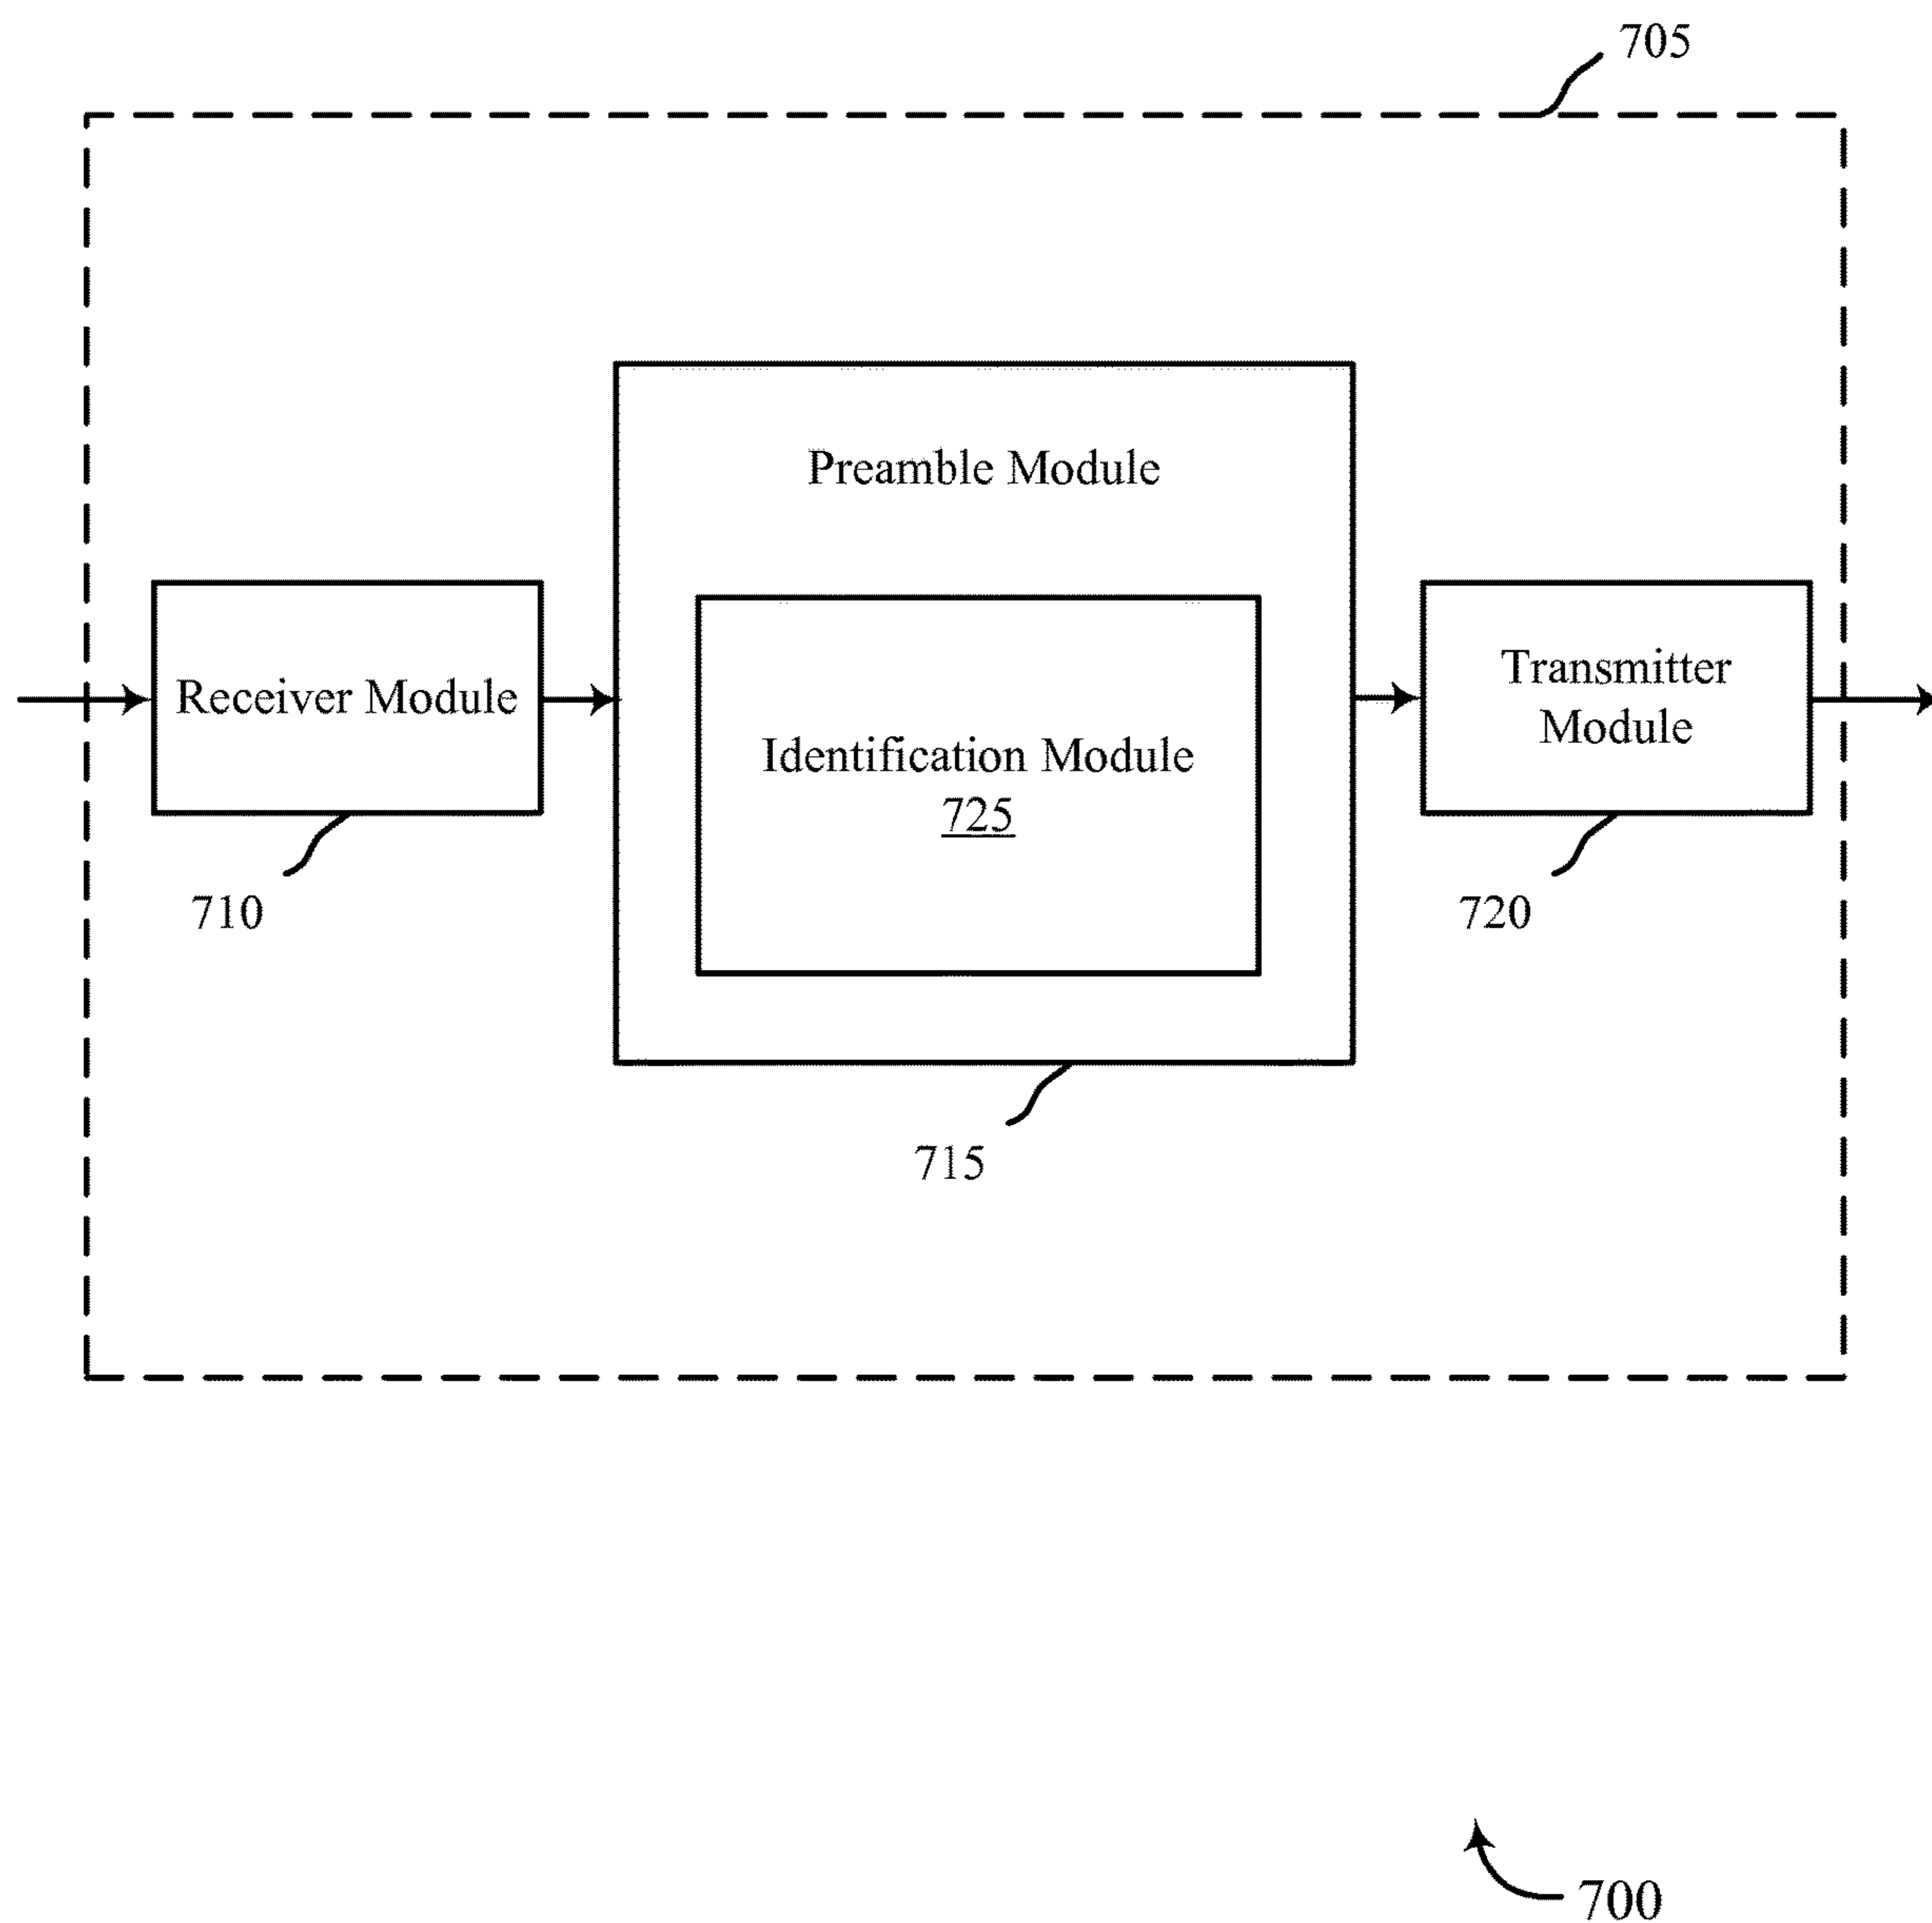 705
Preamble Module
Receiver Module
Identification Module
725
Transmitter
Module
710
720
715
700